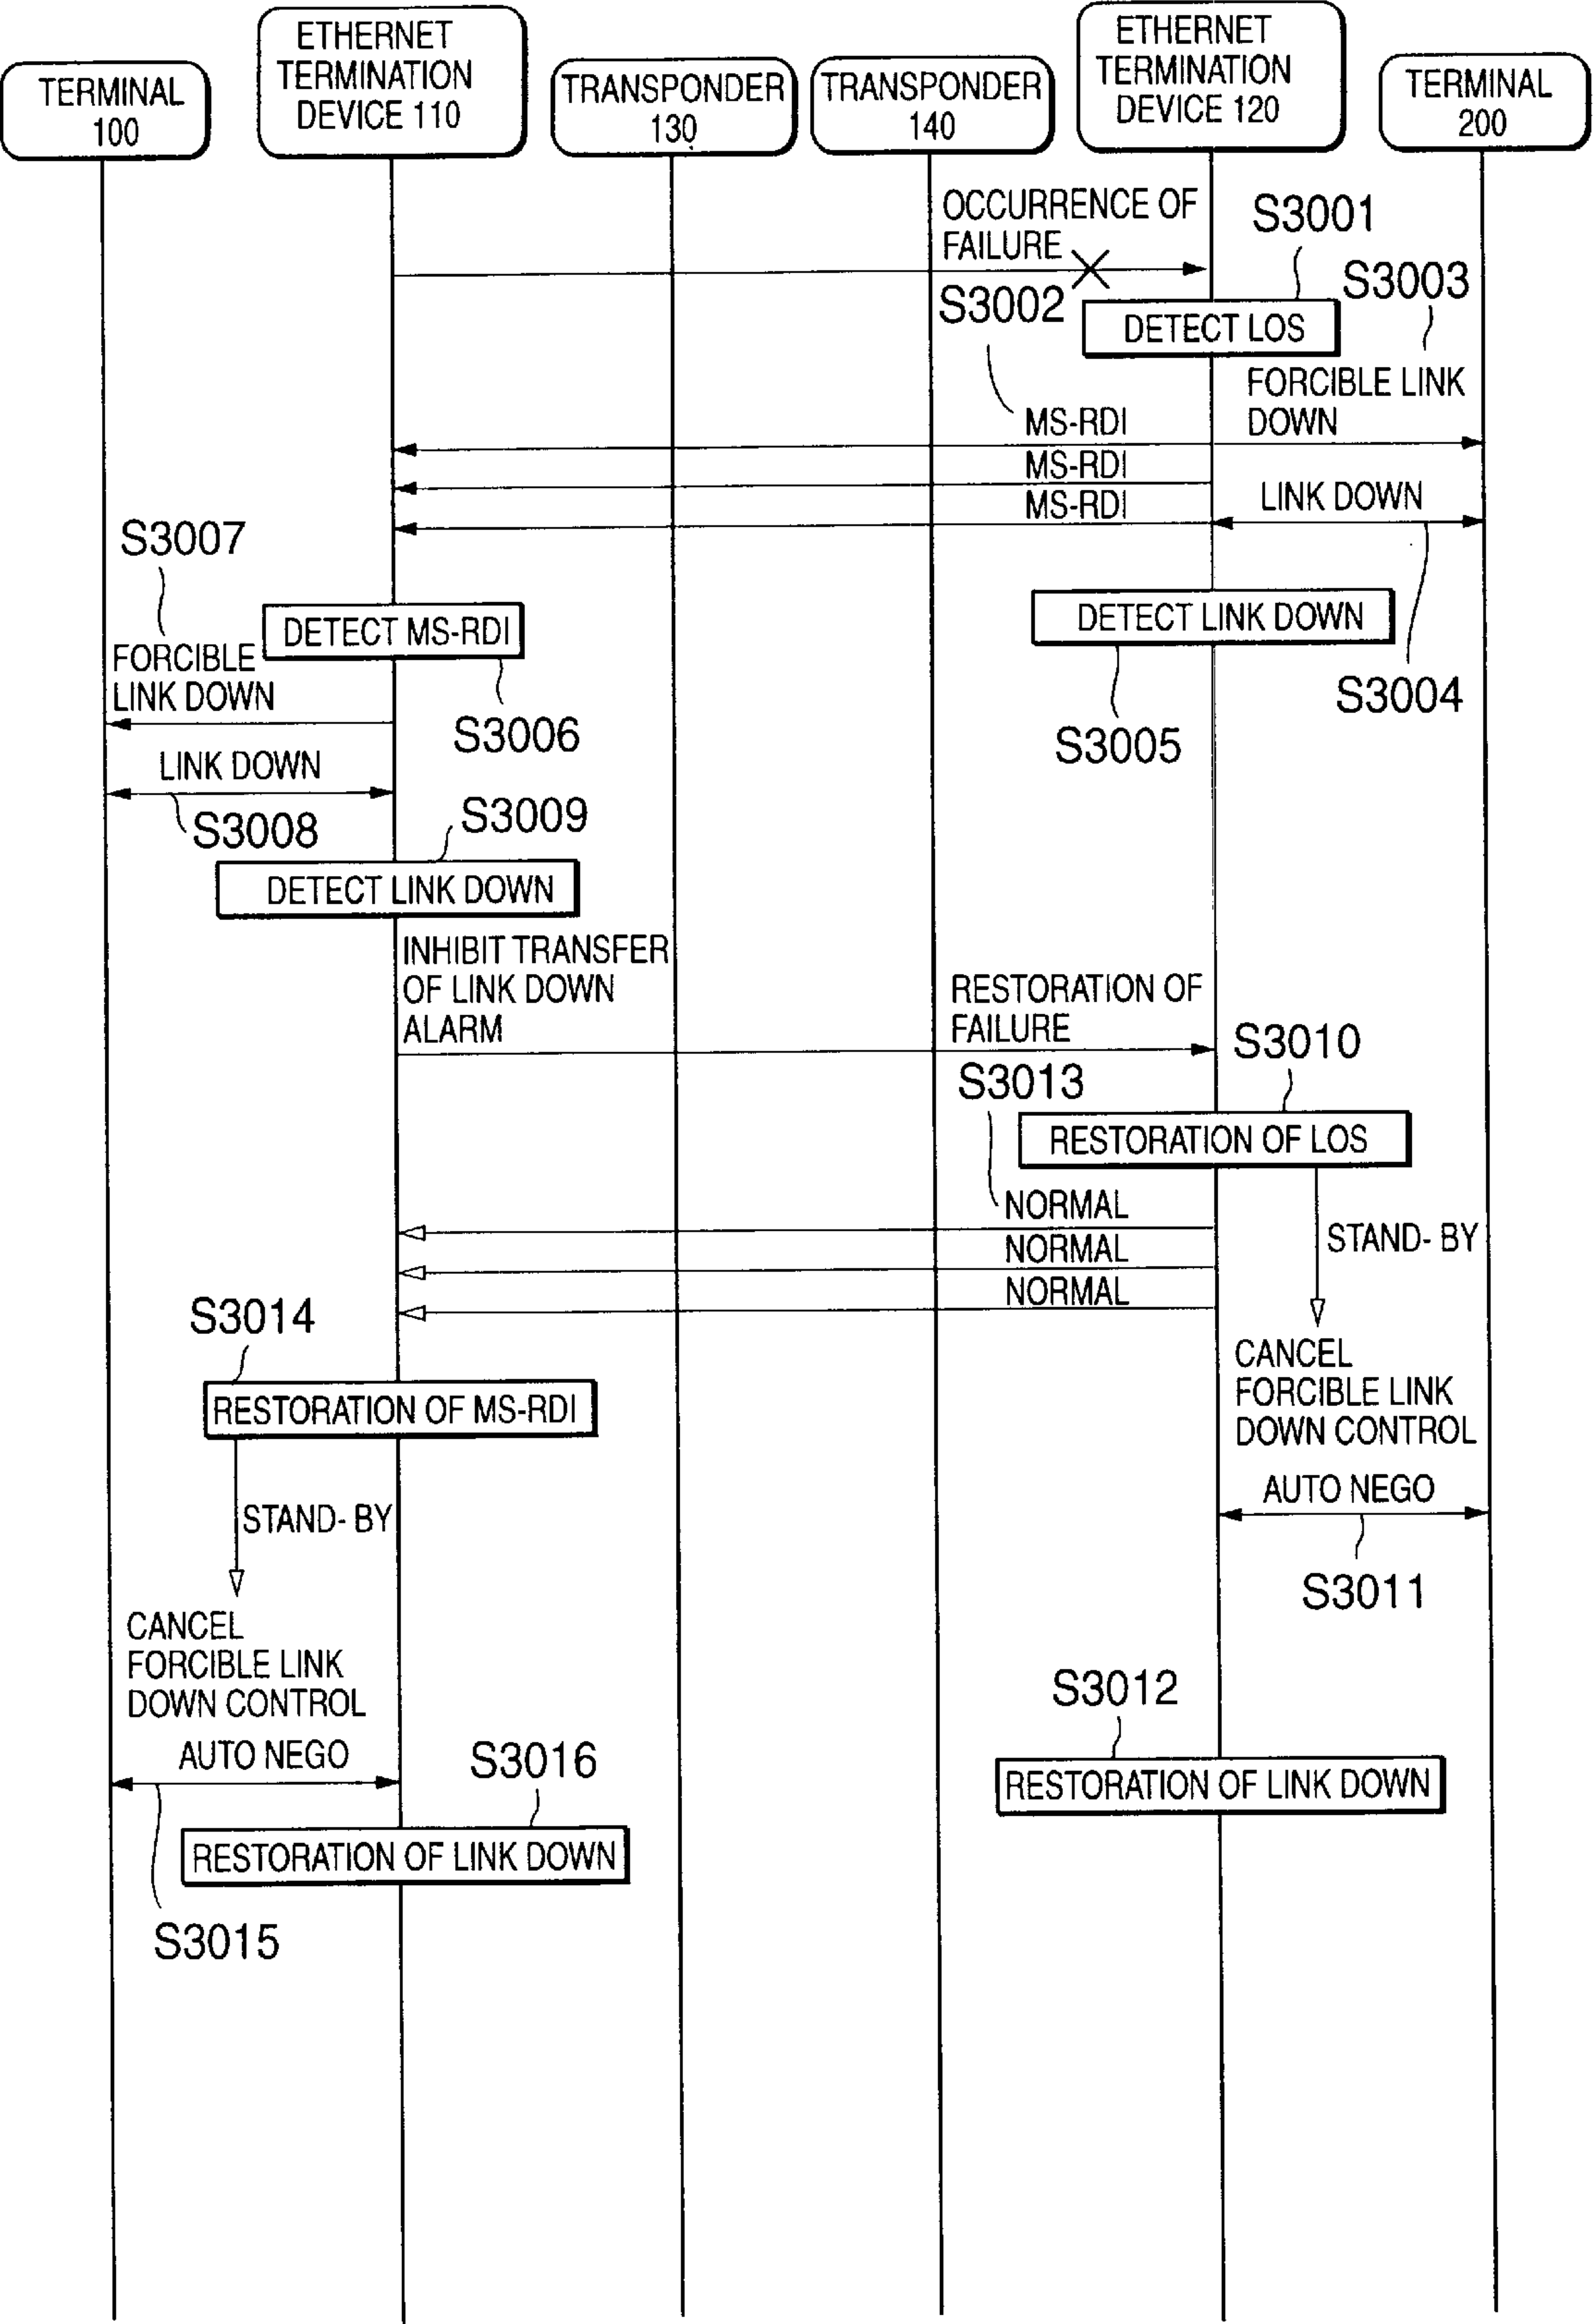 TERMINAL
100
ETHERNET
TERMINATION
DEVICE 110
TRANSPONDER
130
TRANSPONDER
140
ETHERNET
TERMINATION
DEVICE 120
TERMINAL
200
OCCURRENCE OF
FAILURE
S3001
S3002
S3003
DETECT LOS
FORCIBLE LINK
DOWN
MS-RDI
MS-RDI
MS-RDI
LINK DOWN
S3007
DETECT MS-RDI
DETECT LINK DOWN
FORCIBLE
LINK DOWN
S3006
S3005
S3004
LINK DOWN
S3008
S3009
DETECT LINK DOWN
INHIBIT TRANSFER
OF LINK DOWN
ALARM
RESTORATION OF
FAILURE
S3010
S3013
RESTORATION OF LOS
NORMAL
NORMAL
NORMAL
STAND- BY
S3014
CANCEL
FORCIBLE LINK
DOWN CONTROL
RESTORATION OF MS-RDI
AUTO NEGO
STAND- BY
S3011
CANCEL
FORCIBLE LINK
DOWN CONTROL
S3012
AUTO NEGO
S3016
RESTORATION OF LINK DOWN
RESTORATION OF LINK DOWN
S3015